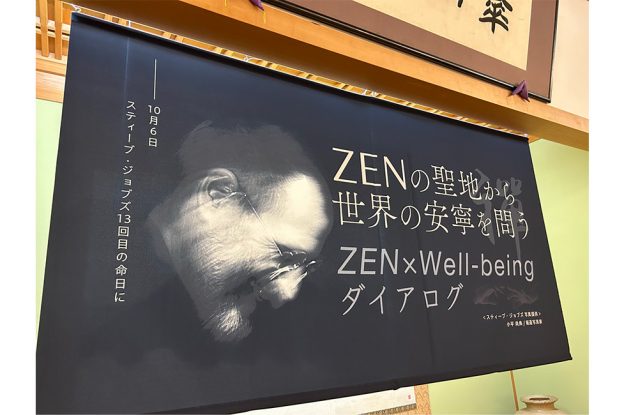 10月6日
スティーブ・ジョブズ13回目の命日に
ZENの聖地から
世界の安寧を問う
ZEN×Well-being
ダイアログ
禅